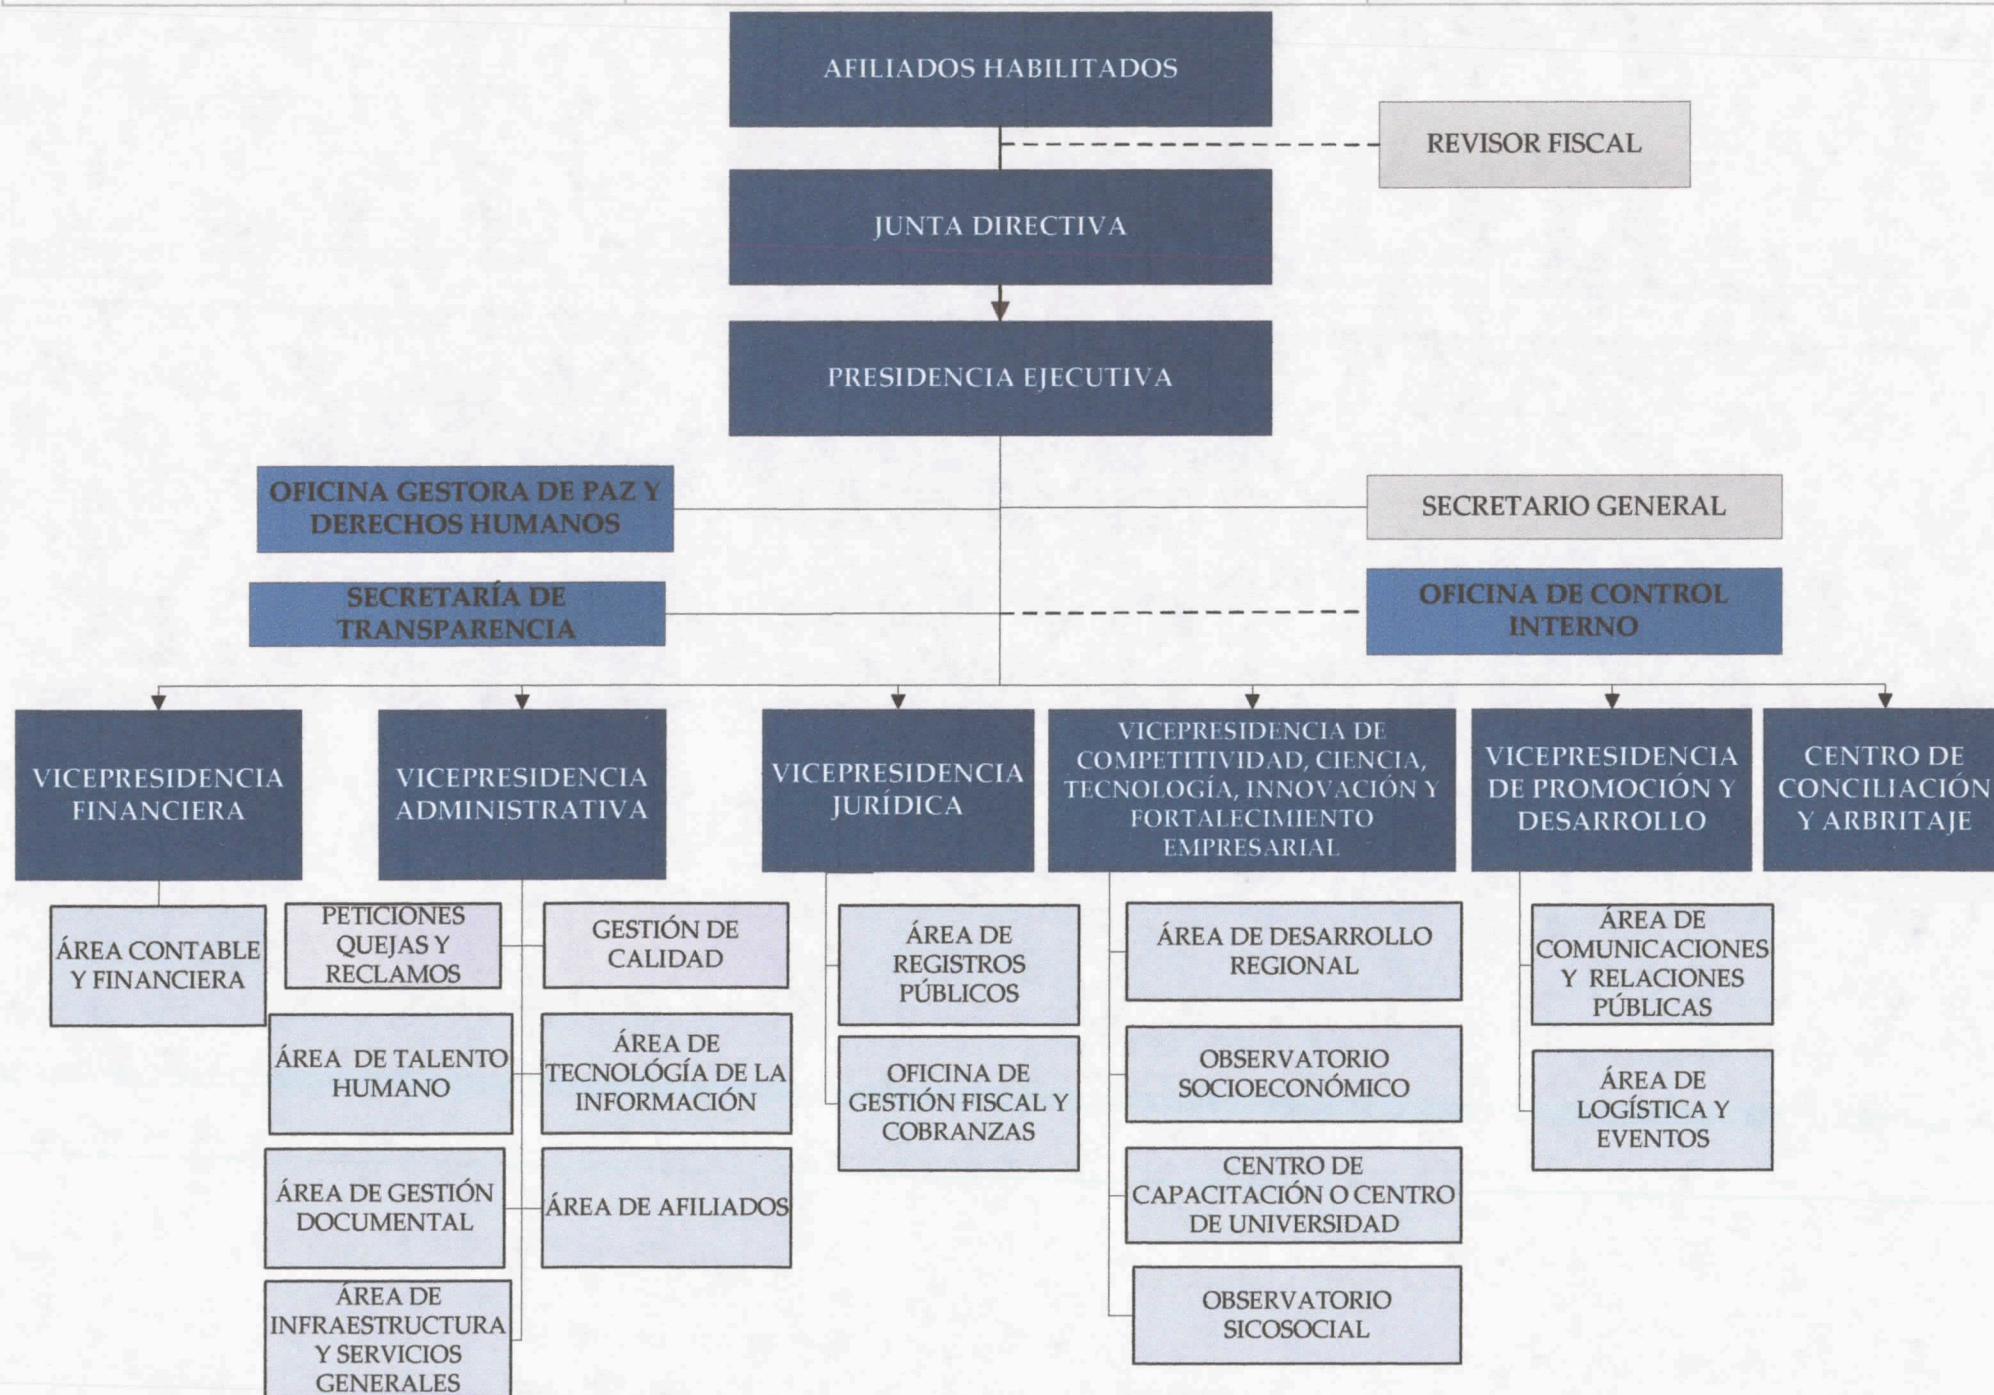 AFILIADOS HABILITADOS
REVISOR FISCAL
JUNTA DIRECTIVA
PRESIDENCIA EJECUTIVA
OFICINA GESTORA DE PAZ Y
DERECHOS HUMANOS
SECRETARIO GENERAL
SECRETARÍA DE
TRANSPARENCIA
OFICINA DE CONTROL
INTERNO
VICEPRESIDENCIA
FINANCIERA
VICEPRESIDENCIA
ADMINISTRATIVA
VICEPRESIDENCIA
JURÍDICA
VICEPRESIDENCIA DE
COMPETITIVIDAD, CIENCIA,
TECNOLOGÍA, INNOVACIÓN Y
FORTALECIMIENTO
EMPRESARIAL
VICEPRESIDENCIA
DE PROMOCIÓN Y
DESARROLLO
CENTRO DE
CONCILIACIÓN
Y ARBRITAJE
ÁREA CONTABLE
Y FINANCIERA
PETICIONES
QUEJAS Y
RECLAMOS
GESTIÓN DE
CALIDAD
ÁREA DE TALENTO
HUMANO
ÁREA DE
TECNOLÓGÍA DE LA
INFORMACIÓN
ÁREA DE GESTIÓN
DOCUMENTAL
ÁREA DE AFILIADOS
ÁREA DE
INFRAESTRUCTURA
Y SERVICIOS
GENERALES
ÁREA DE
REGISTROS
PÚBLICOS
OFICINA DE
GESTIÓN FISCAL Y
COBRANZAS
ÁREA DE DESARROLLO
REGIONAL
OBSERVATORIO
SOCIOECONÓMICO
CENTRO DE
CAPACITACIÓN O CENTRO
DE UNIVERSIDAD
OBSERVATORIO
SICOSOCIAL
ÁREA DE
COMUNICACIONES
Y RELACIONES
PÚBLICAS
ÁREA DE
LOGÍSTICA Y
EVENTOS